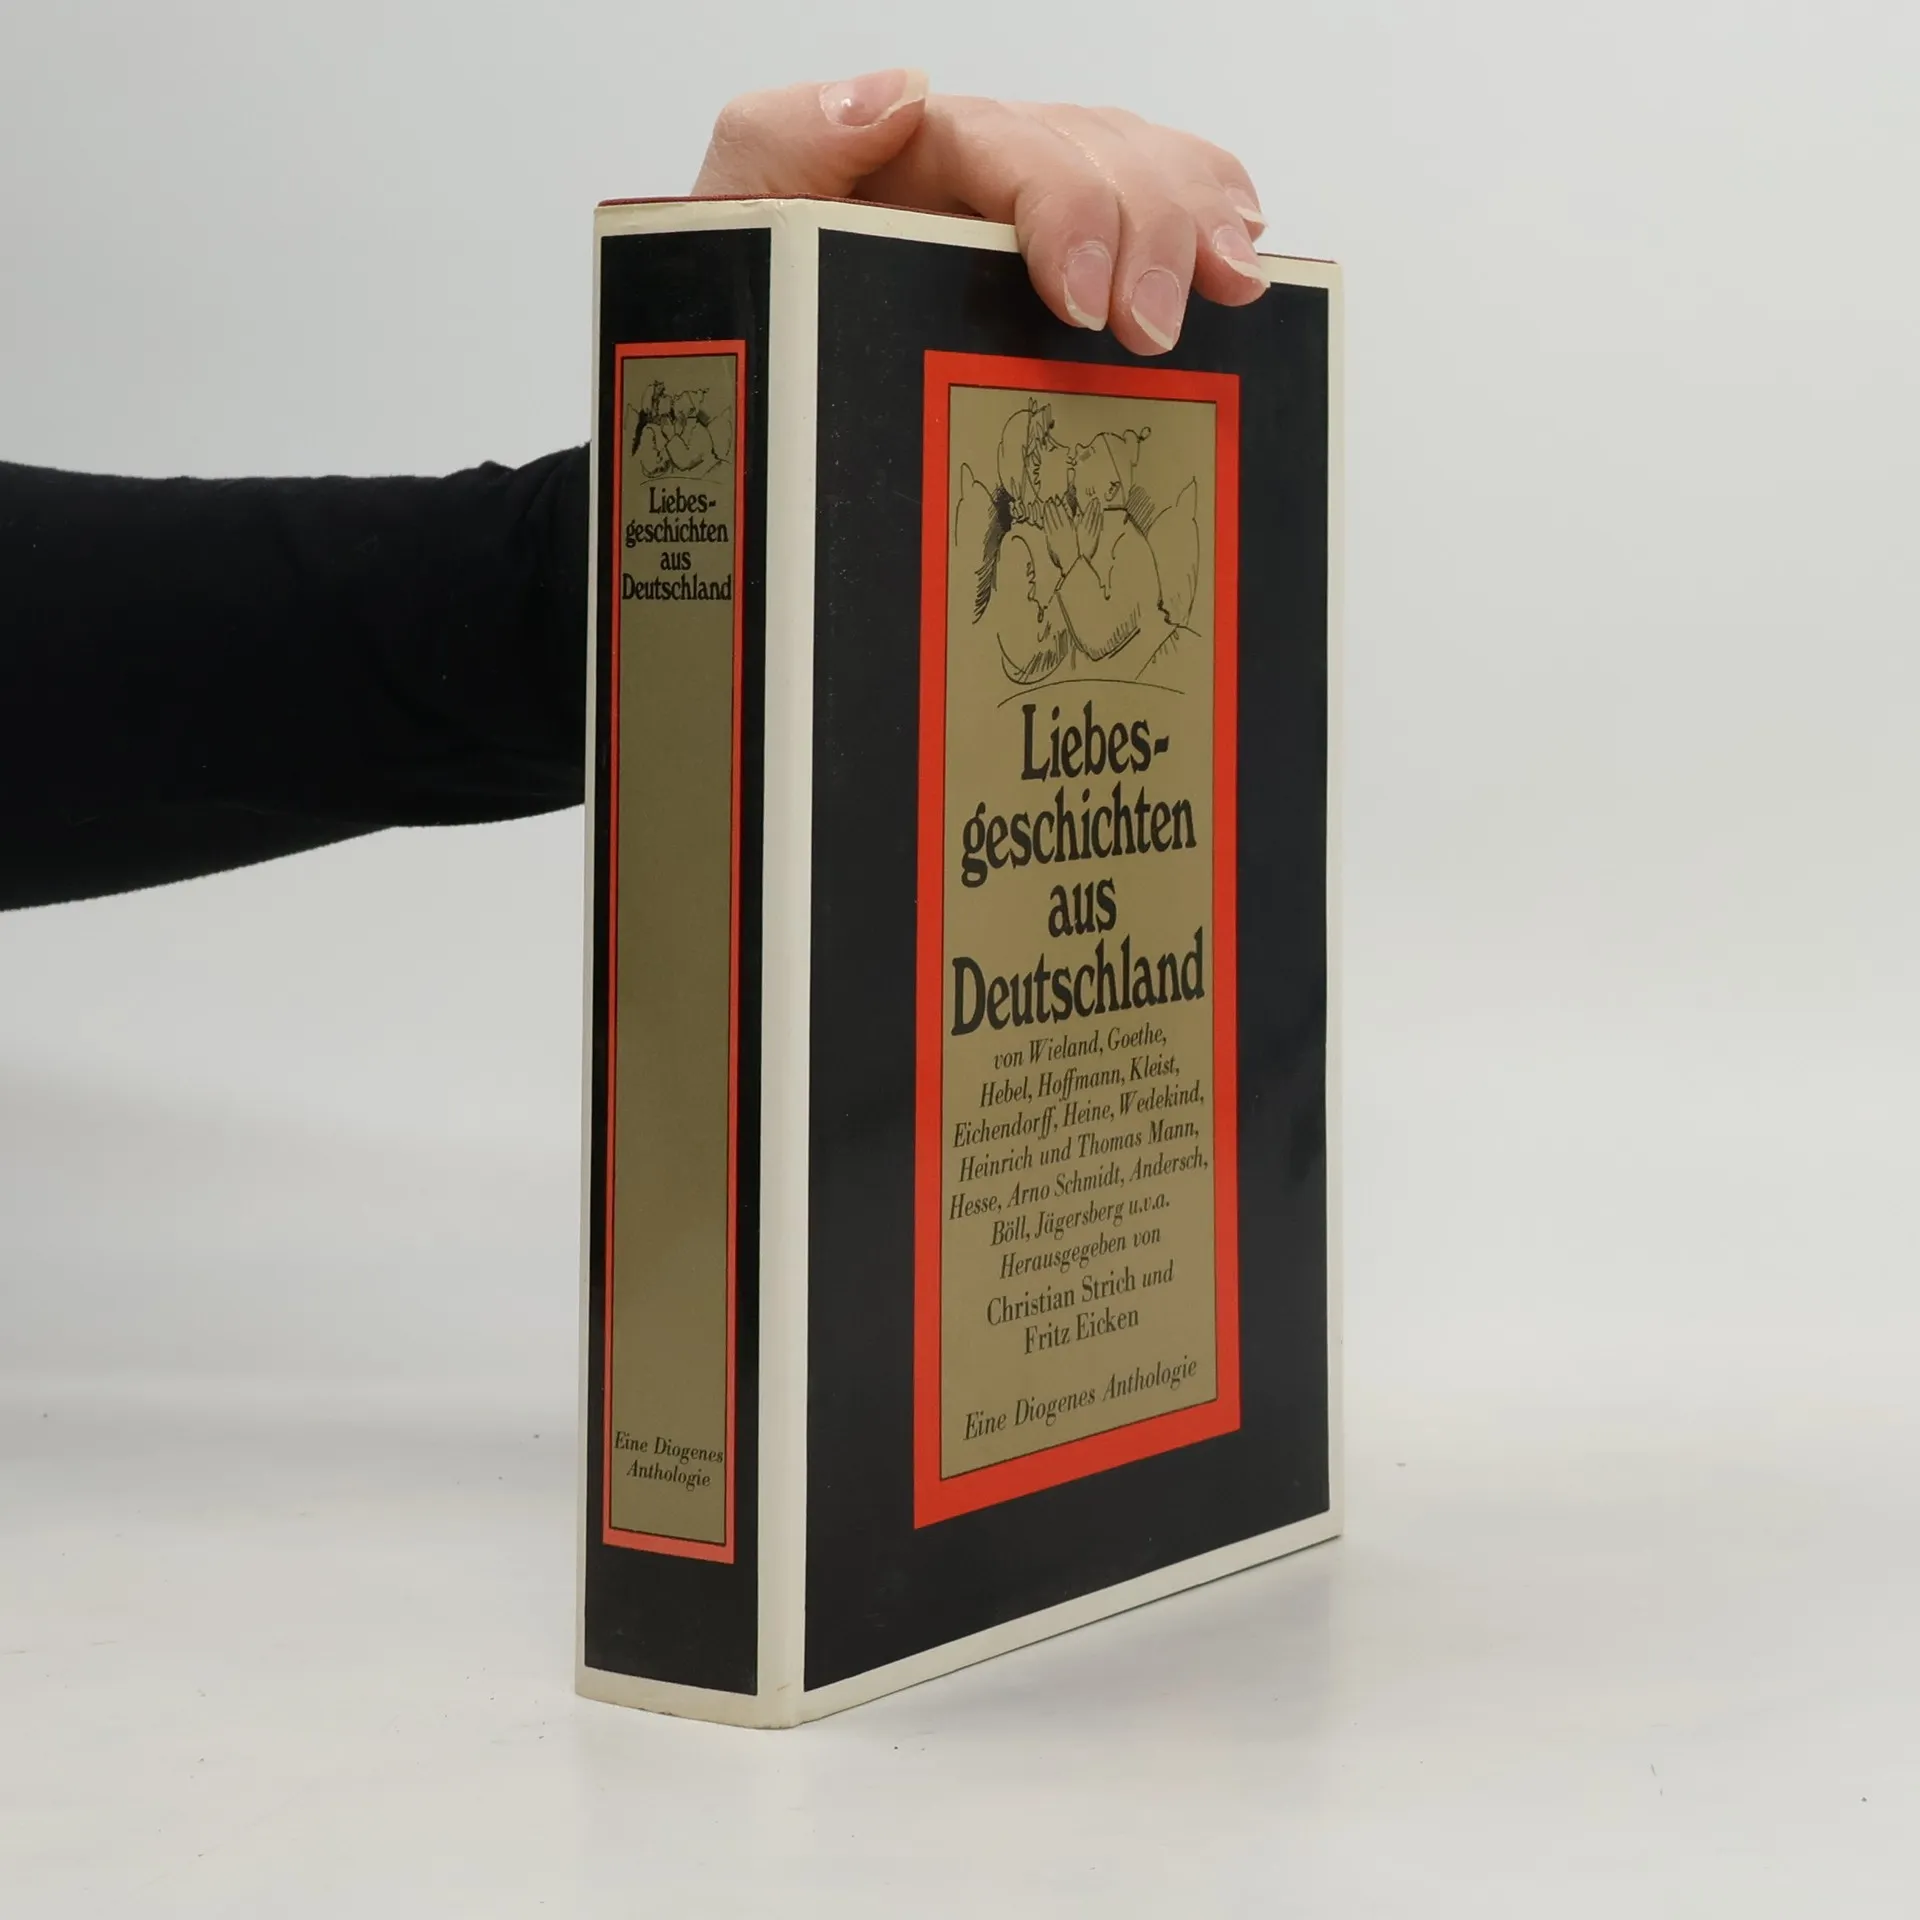 Liebes-
geschichten
aus
Deutschland
Eine Diogenes
Anthologie
Liebes-
geschichten
aus
Deutschland
von Wieland, Goethe,
Hebel, Hoffmann, Kleist,
Eichendorff, Heine, Wedekind,
Heinrich und Thomas Mann,
Hesse, Arno Schmidt, Andersch,
Böll, Jägersberg u.v.a.
Herausgegeben von
Christian Strich und
Fritz Eicken
Eine Diogenes Anthologie